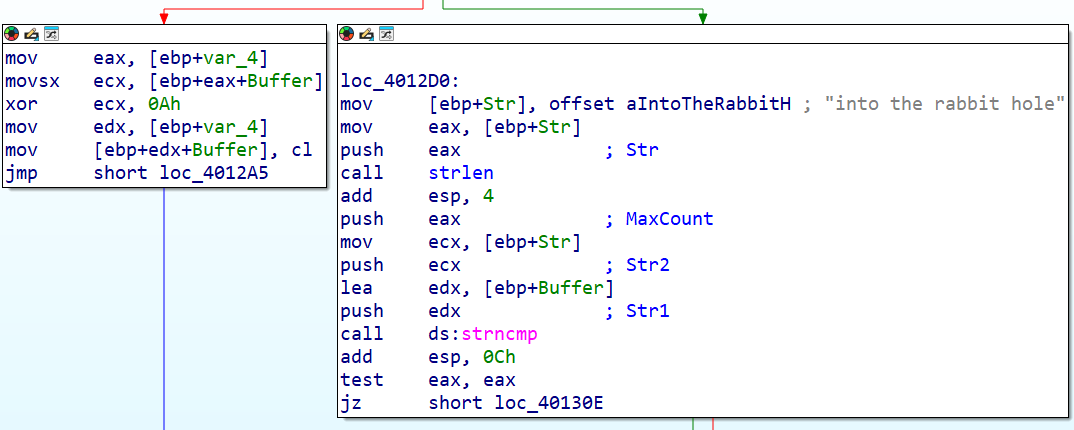 mov eax, [ebp+var_4]
movsx ecx, [ebp+eax+Buffer]
xor ecx, 0Ah
mov edx, [ebp+var_4]
mov [ebp+edx+Buffer], cl
jmp short loc_4012A5
loc_4012D0:
mov [ebp+Str], offset aIntoTheRabbitH ; "into the rabbit hole"
mov eax, [ebp+Str]
push eax ; Str
call strlen
add esp, 4
push eax ; MaxCount
mov ecx, [ebp+Str]
push ecx ; Str2
lea edx, [ebp+Buffer]
push edx ; Str1
call ds:strncmp
add esp, 0Ch
test eax, eax
jz short loc_40130E